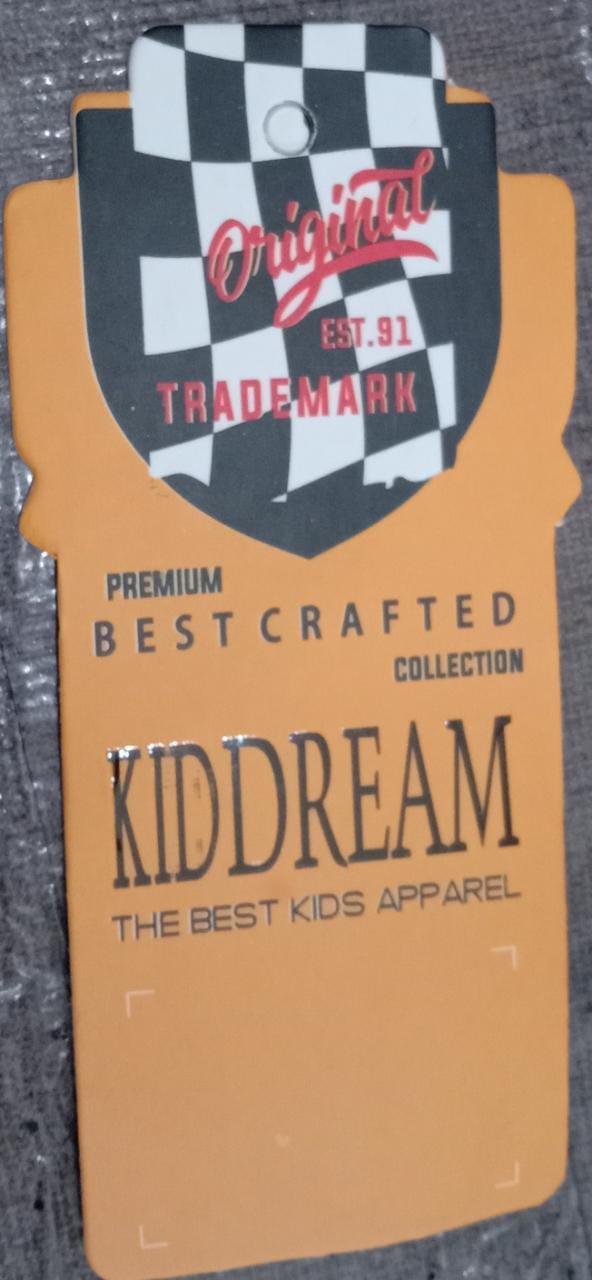 Original
EST.91
TRADEMARK
PREMIUM
BEST CRAFTED
COLLECTION
KIDDREAM
THE BEST KIDS APPAREL